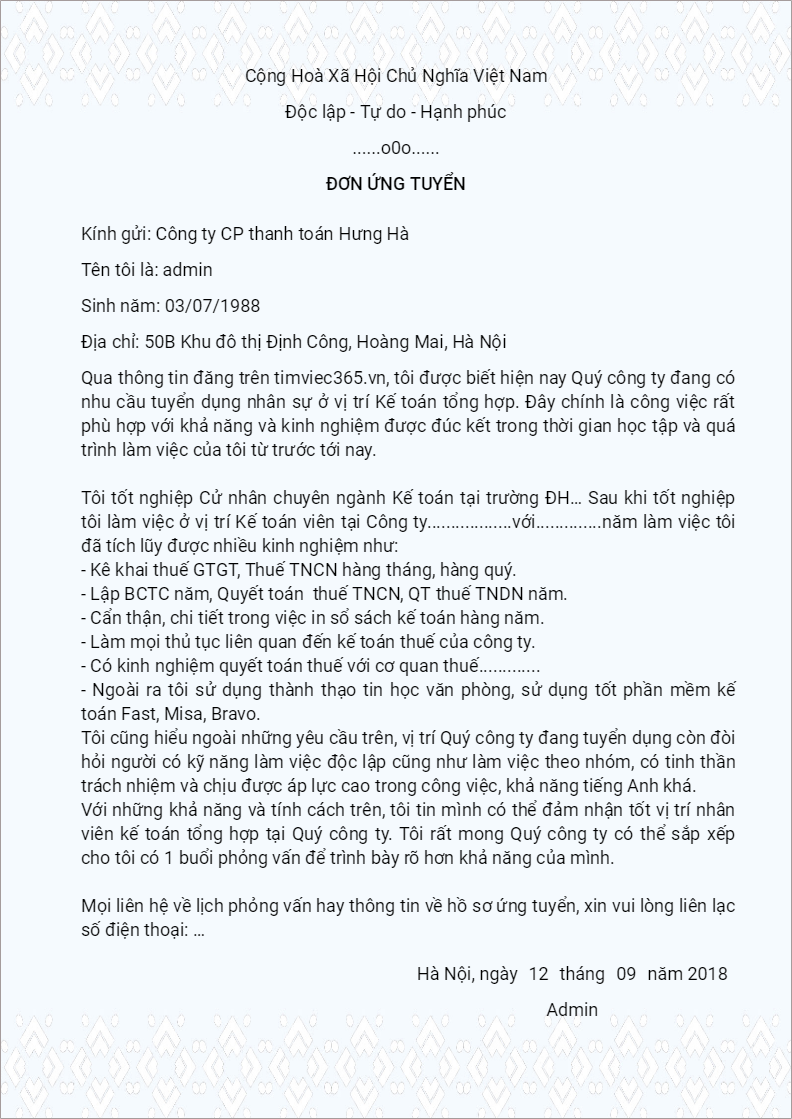 Cộng Hoà Xã Hội Chủ Nghĩa Việt Nam
Độc lập - Tự do - Hạnh phúc
......o0o......
ĐƠN ỨNG TUYỂN
Kính gửi: Công ty CP thanh toán Hưng Hà
Tên tôi là: admin
Sinh năm: 03/07/1988
Địa chỉ: 50B Khu đô thị Định Công, Hoàng Mai, Hà Nội
Qua thông tin đăng trên timviec365.vn, tôi được biết hiện nay Quý công ty đang có
nhu cầu tuyển dụng nhân sự ở vị trí Kế toán tổng hợp. Đây chính là công việc rất
phù hợp với khả năng và kinh nghiệm được đúc kết trong thời gian học tập và quá
trình làm việc của tôi từ trước tới nay.
Tôi tốt nghiệp Cử nhân chuyên ngành Kế toán tại trường ĐH... Sau khi tốt nghiệp
tôi làm việc ở vị trí Kế toán viên tại Công ty..................với..............năm làm việc tôi
đã tích lũy được nhiều kinh nghiệm như:
- Kê khai thuế GTGT, Thuế TNCN hàng tháng, hàng quý.
- Lập BCTC năm, Quyết toán  thuế TNCN, QT thuế TNDN năm.
- Cẩn thận, chi tiết trong việc in sổ sách kế toán hàng năm.
- Làm mọi thủ tục liên quan đến kế toán thuế của công ty.
- Có kinh nghiệm quyết toán thuế với cơ quan thuế.............
- Ngoài ra tôi sử dụng thành thạo tin học văn phòng, sử dụng tốt phần mềm kế
toán Fast, Misa, Bravo.
Tôi cũng hiểu ngoài những yêu cầu trên, vị trí Quý công ty đang tuyển dụng còn đòi
hỏi người có kỹ năng làm việc độc lập cũng như làm việc theo nhóm, có tinh thần
trách nhiệm và chịu được áp lực cao trong công việc, khả năng tiếng Anh khá.
Với những khả năng và tính cách trên, tôi tin mình có thể đảm nhận tốt vị trí nhân
viên kế toán tổng hợp tại Quý công ty. Tôi rất mong Quý công ty có thể sắp xếp
cho tôi có 1 buổi phỏng vấn để trình bày rõ hơn khả năng của mình.
Mọi liên hệ về lịch phỏng vấn hay thông tin về hồ sơ ứng tuyển, xin vui lòng liên lạc
số điện thoại: ...
Hà Nội, ngày 12 tháng 09 năm 2018
Admin